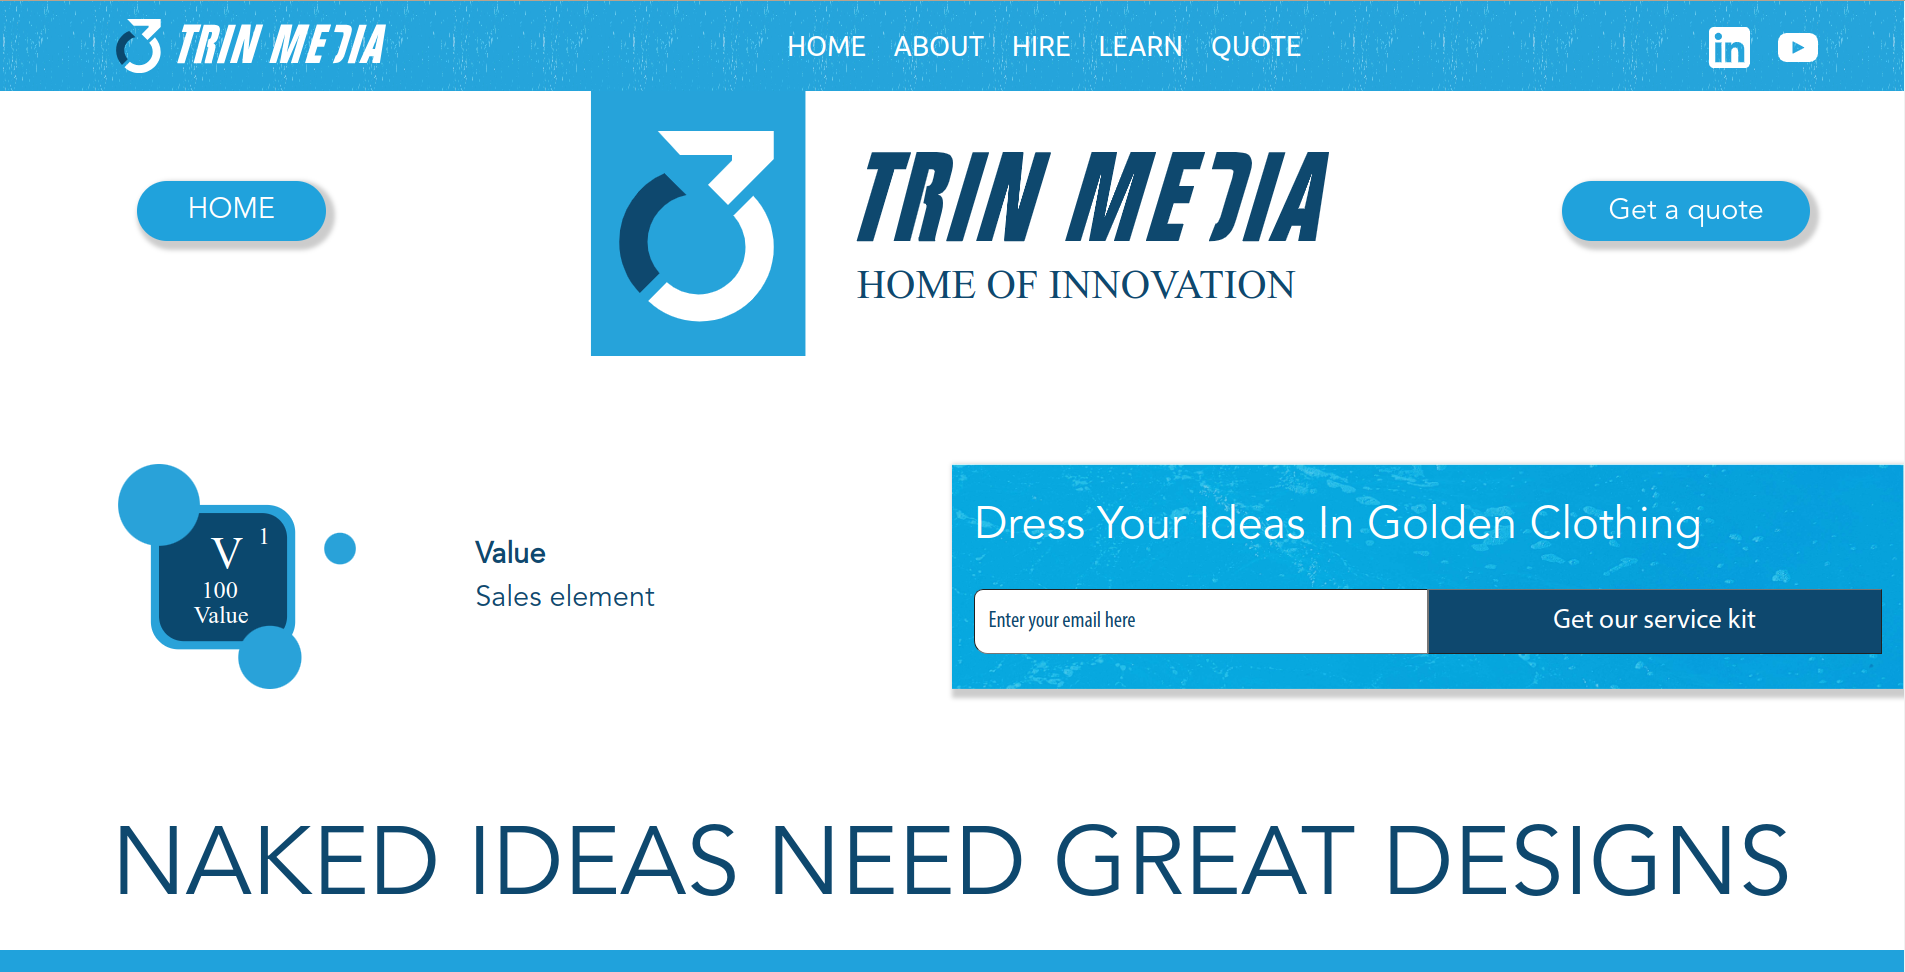 TRIN MEDIA
HOME ABOUT HIRE LEARN QUOTE
in
HOME
TRIN MEDIA
HOME OF INNOVATION
Get a quote
V 1
100
Value
Value
Sales element
Dress Your Ideas In Golden Clothing
Enter your email here
Get our service kit
NAKED IDEAS NEED GREAT DESIGNS